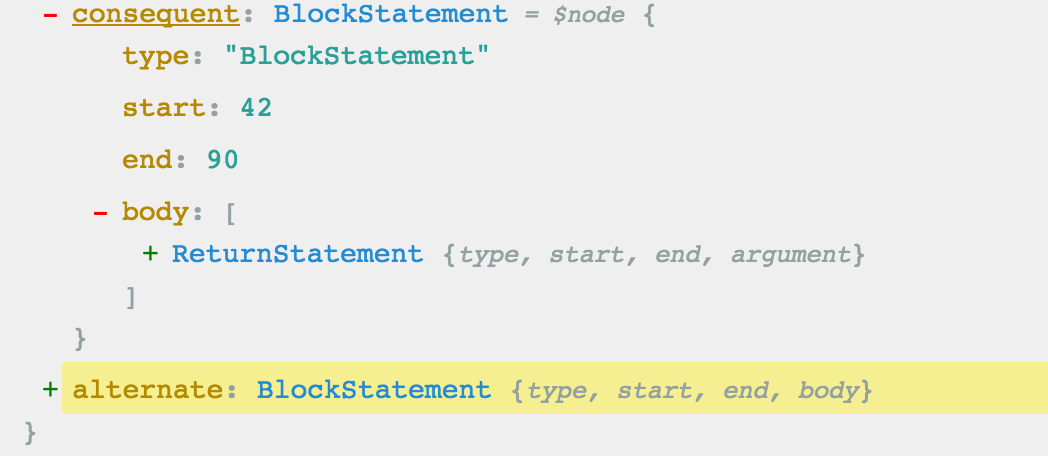 - consequent: BlockStatement = $node {
type: "BlockStatement"
start: 42
end: 90
- body: [
+ ReturnStatement {type, start, end, argument}
]
}
+ alternate: BlockStatement {type, start, end, body}
}